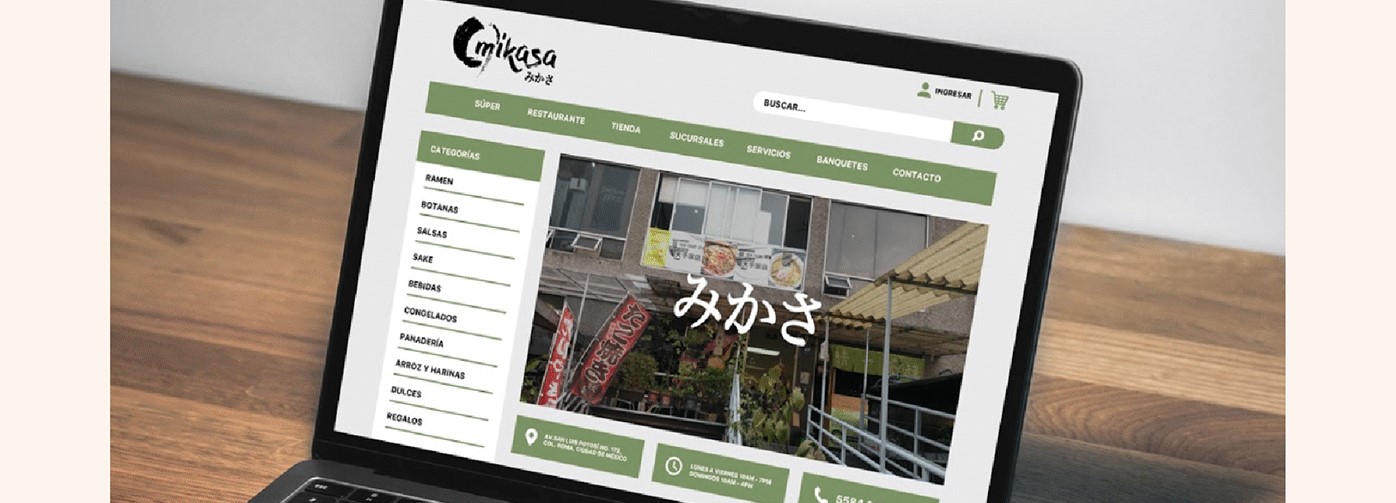 mikasa
みかさ
INGRESAR
BUSCAR...
SÚPER
RESTAURANTE
TIENDA
SUCURSALES
SERVICIOS
BANQUETES
CONTACTO
CATEGORÍAS
RAMEN
BOTANAS
SALSAS
SAKE
BEBIDAS
CONGELADOS
PANADERÍA
ARROZ Y HARINAS
DULCES
REGALOS
みかさ
AV. SAN LUIS POTOSÍ NO. 173,
COL. ROMA, CIUDAD DE MÉXICO
LUNES A VIERNES 10AM - 7PM
DOMINGOS 10AM - 4PM
esc